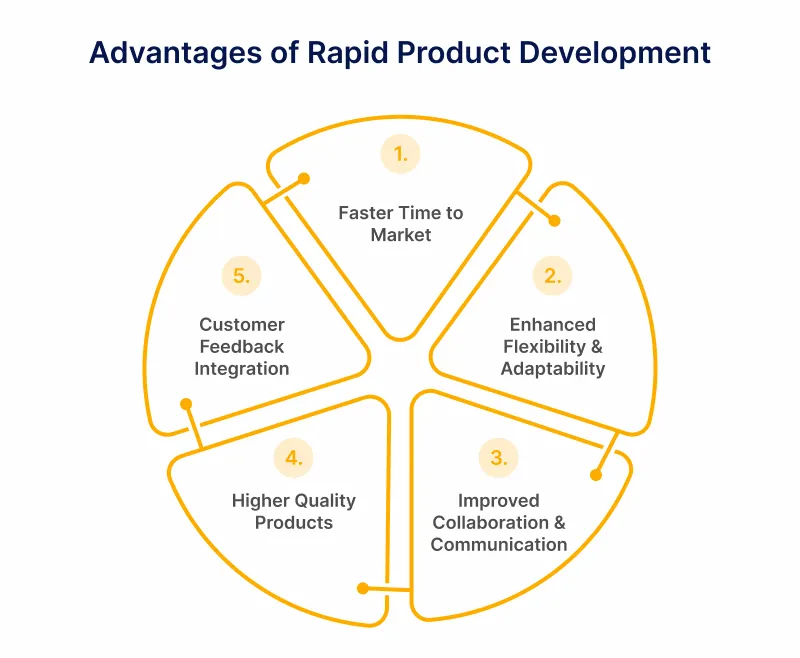 Advantages of Rapid Product Development
1.
Faster Time to
Market
2.
Enhanced
Flexibility &
Adaptability
3.
Improved
Collaboration &
Communication
4.
Higher Quality
Products
5.
Customer
Feedback
Integration